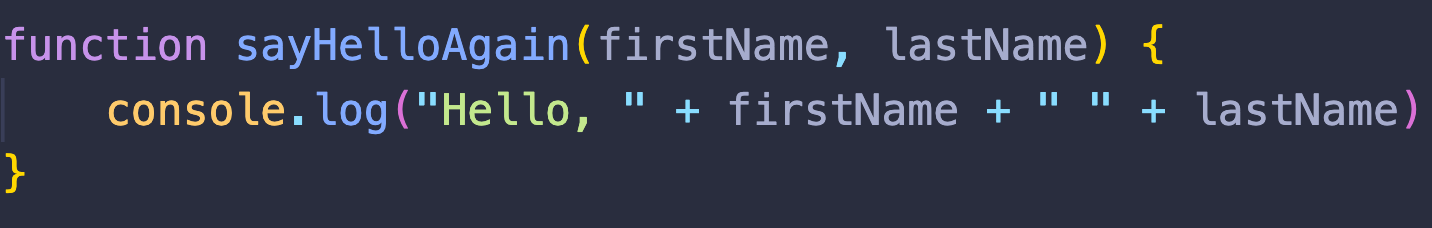 function sayHelloAgain(firstName, lastName) {
    console.log("Hello, " + firstName + " " + lastName)
}